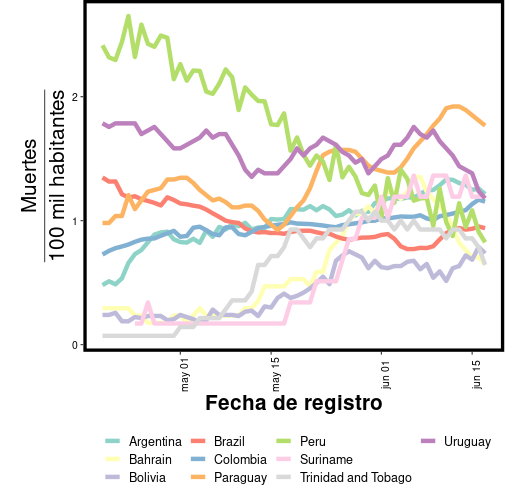 Muertes
100 mil habitantes
2
1
0
may 01
may 15
jun 01
jun 15
Fecha de registro
Argentina
Brazil
Peru
Uruguay
Bahrain
Colombia
Suriname
Bolivia
Paraguay
Trinidad and Tobago